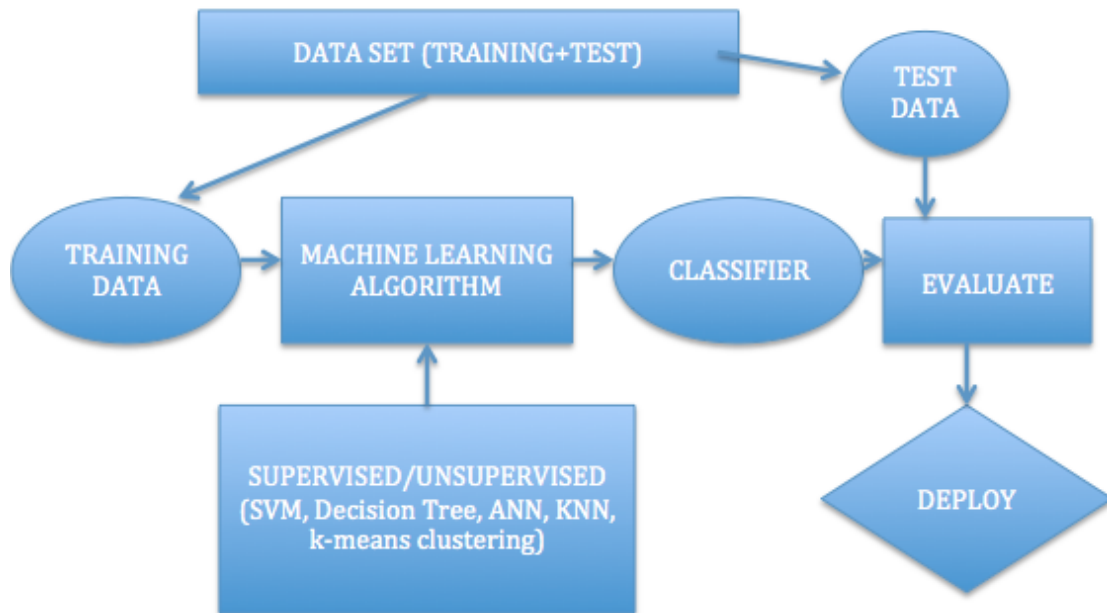 DATA SET (TRAINING+TEST)
TEST
DATA
TRAINING
DATA
MACHINE LEARNING
ALGORITHM
CLASSIFIER
EVALUATE
SUPERVISED/UNSUPERVISED
(SVM, Decision Tree, ANN, KNN,
k-means clustering)
DEPLOY